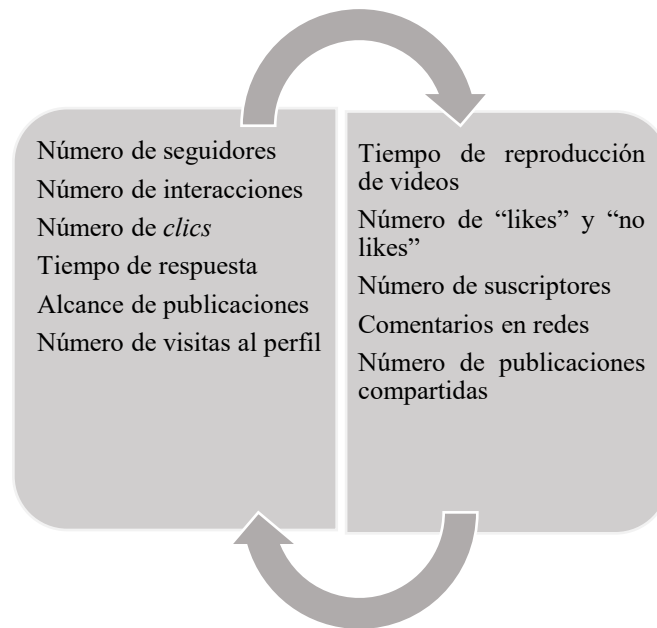 Número de seguidores
Número de interacciones
Número de clics
Tiempo de respuesta
Alcance de publicaciones
Número de visitas al perfil
Tiempo de reproducción
de videos
Número de “likes” y “no
likes”
Número de suscriptores
Comentarios en redes
Número de publicaciones
compartidas